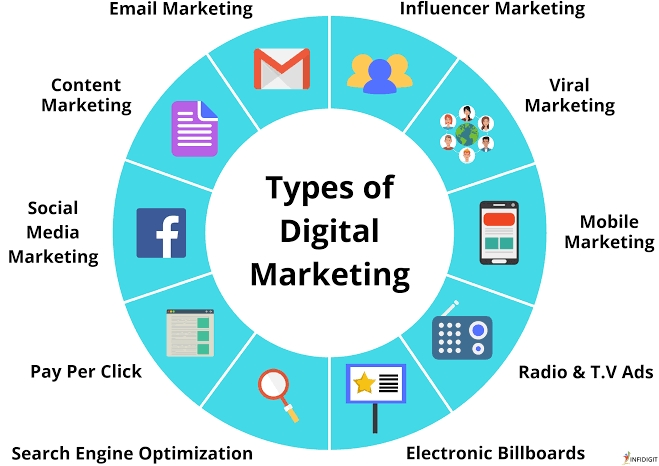 Email Marketing
Influencer Marketing
Content
Marketing
Viral
Marketing
Types of
Digital
Marketing
Social
Media
Marketing
Mobile
Marketing
Pay Per Click
Radio & T.V Ads
Search Engine Optimization
Electronic Billboards
INFIDIGIT